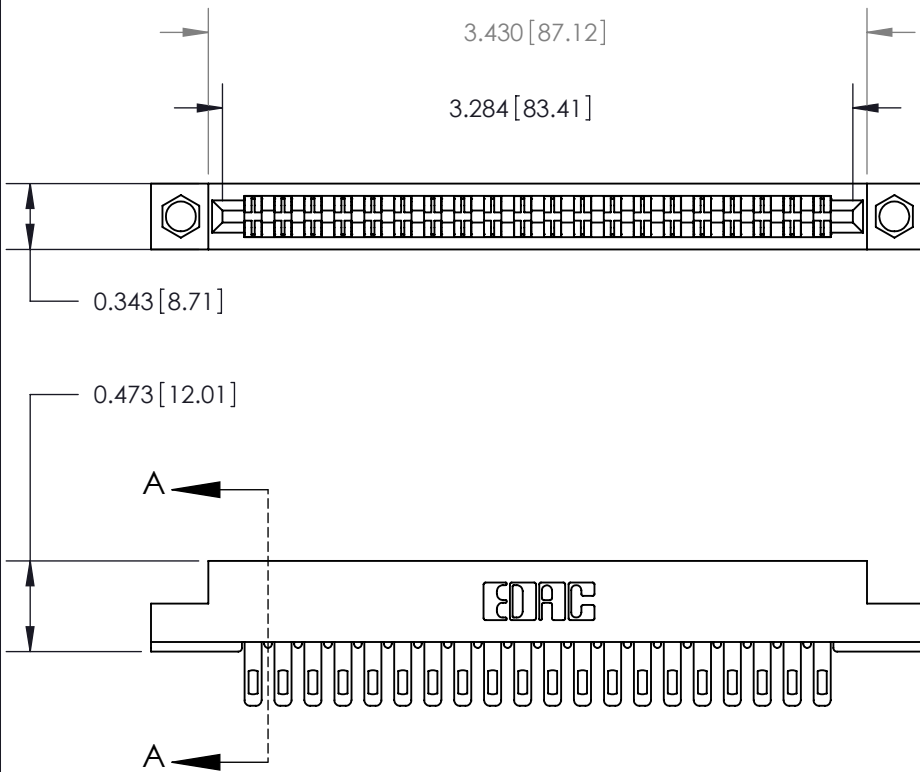 3.430 [87.12]
3.284 [83.41]
0.343 [8.71]
0.473 [12.01]
A
EDAC
A